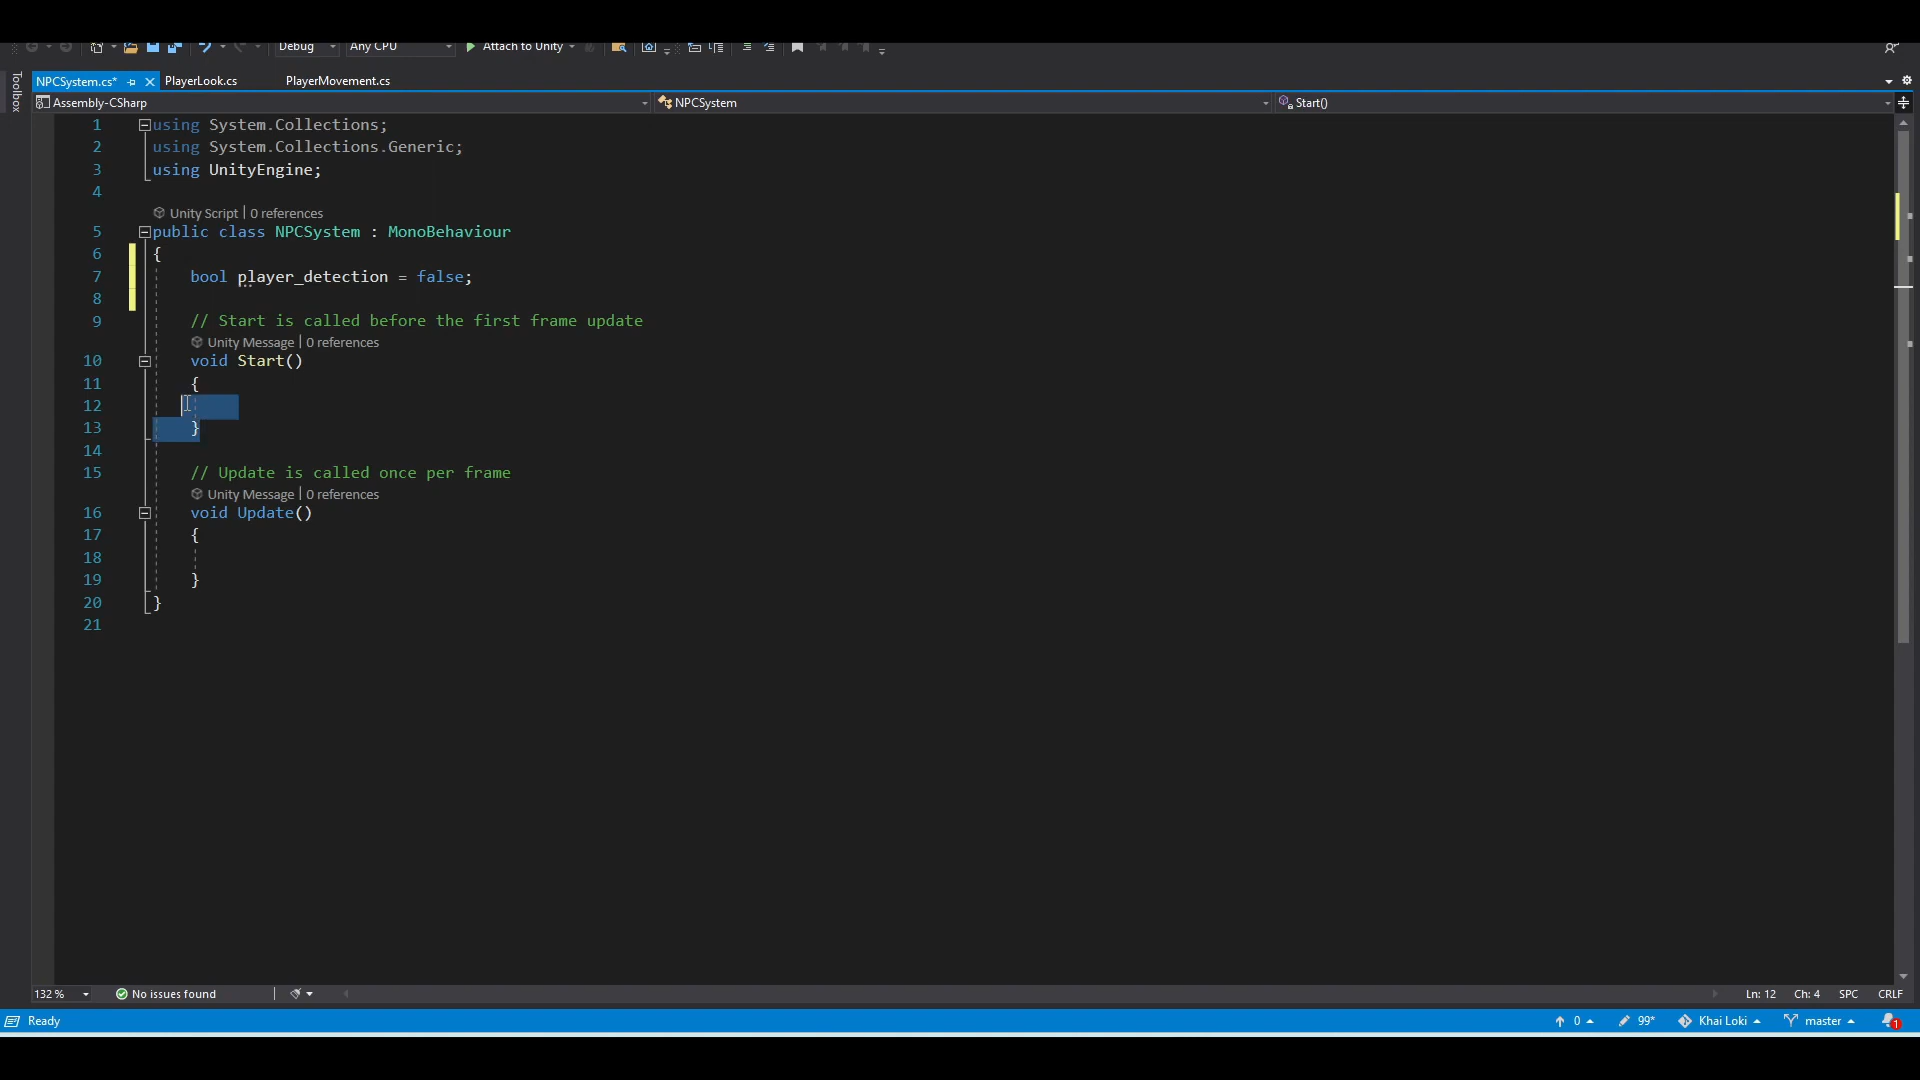 Debug Any CPU Attach to Unity
Toolbox
NPCSystem.cs* PlayerLook.cs PlayerMovement.cs
Assembly-CSharp NPCSystem Start()
1 using System.Collections;
2 using System.Collections.Generic;
3 using UnityEngine;
4
Unity Script | 0 references
5 public class NPCSystem : MonoBehaviour
6 {
7 bool player_detection = false;
8
9 // Start is called before the first frame update
Unity Message | 0 references
10 void Start()
11 {
12
13 }
14
15 // Update is called once per frame
Unity Message | 0 references
16 void Update()
17 {
18
19 }
20 }
21
132 % No issues found Ln: 12 Ch: 4 SPC CRLF
Ready 0 99* Khai Loki master 1